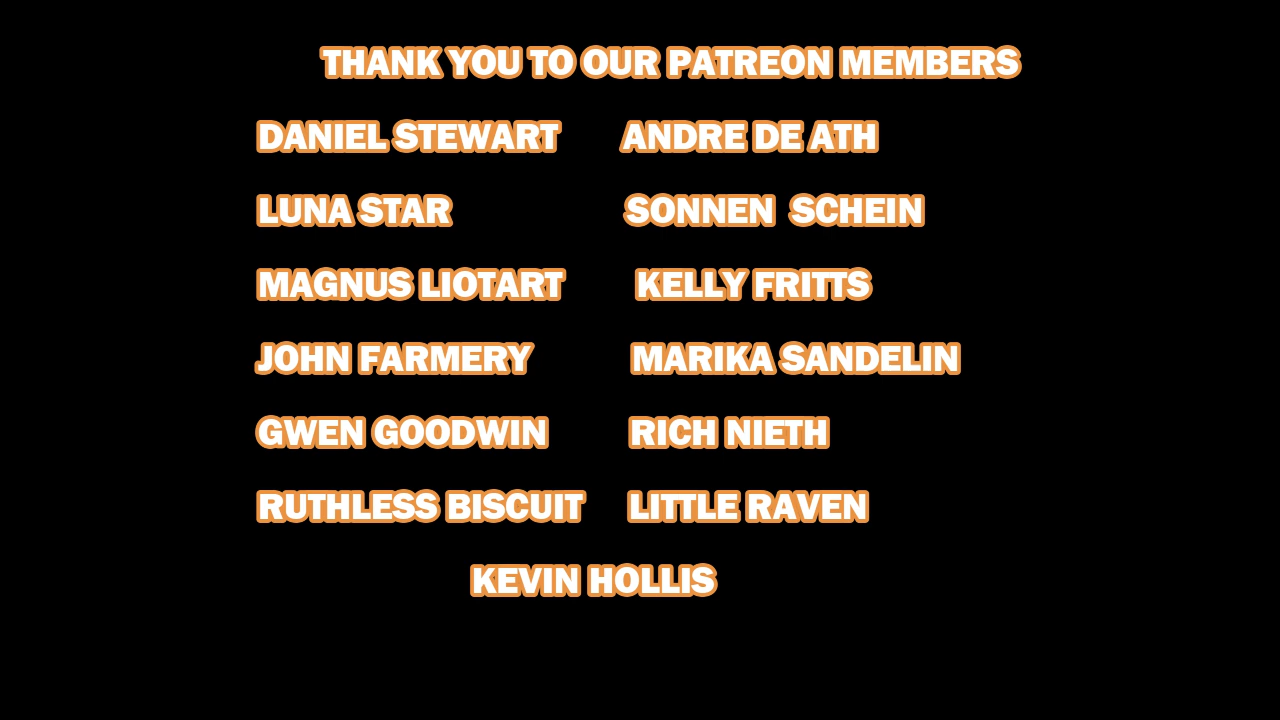 THANK YOU TO OUR PATREON MEMBERS
DANIEL STEWART ANDRE DE ATH
LUNA STAR SONNEN SCHEIN
MAGNUS LIOTART KELLY FRITTS
JOHN FARMERY MARIKA SANDELIN
GWEN GOODWIN RICH NIETH
RUTHLESS BISCUIT LITTLE RAVEN
KEVIN HOLLIS